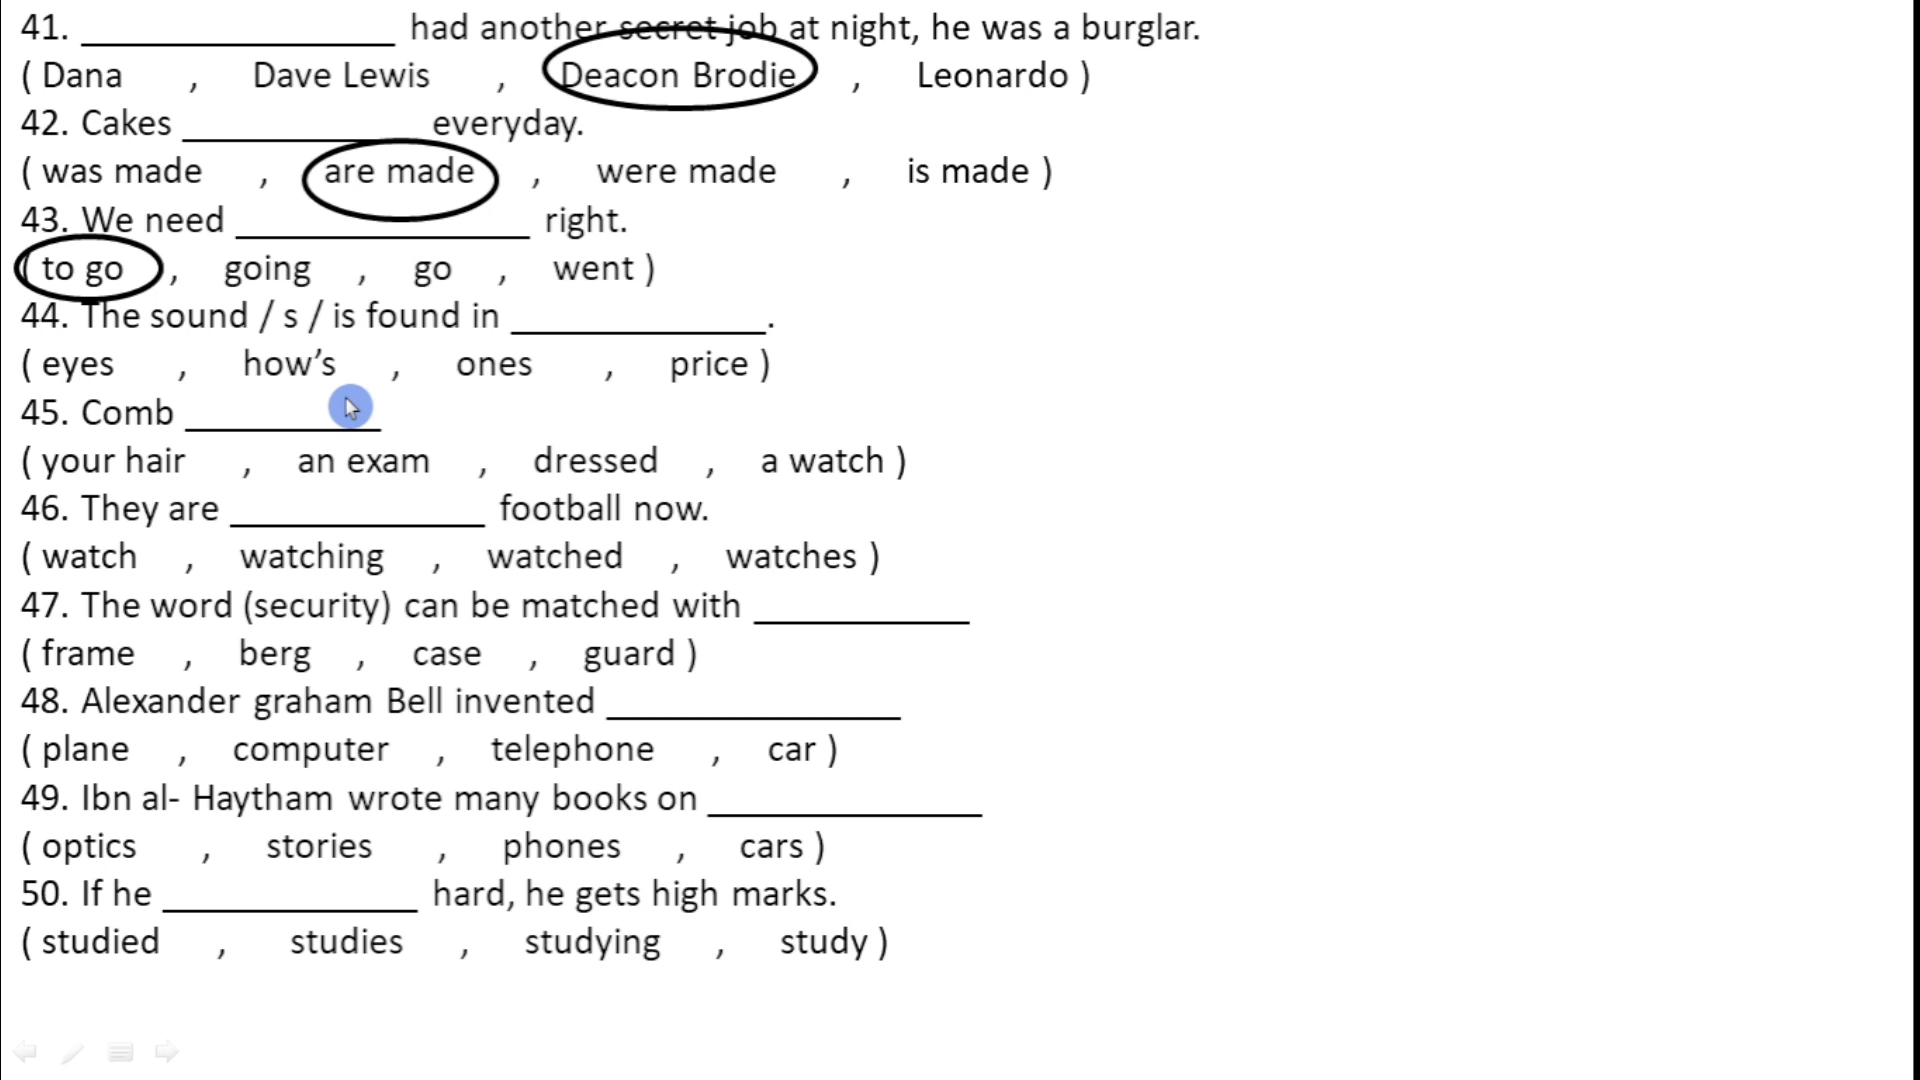 41. ________________ had another secret job at night, he was a burglar.
( Dana , Dave Lewis , Deacon Brodie , Leonardo )
42. Cakes ____________ everyday.
( was made , are made , were made , is made )
43. We need _______________ right.
( to go , going , go , went )
44. The sound / s / is found in _____________.
( eyes , how’s , ones , price )
45. Comb __________
( your hair , an exam , dressed , a watch )
46. They are _____________ football now.
( watch , watching , watched , watches )
47. The word (security) can be matched with ___________
( frame , berg , case , guard )
48. Alexander graham Bell invented _______________
( plane , computer , telephone , car )
49. Ibn al- Haytham wrote many books on ______________
( optics , stories , phones , cars )
50. If he _____________ hard, he gets high marks.
( studied , studies , studying , study )